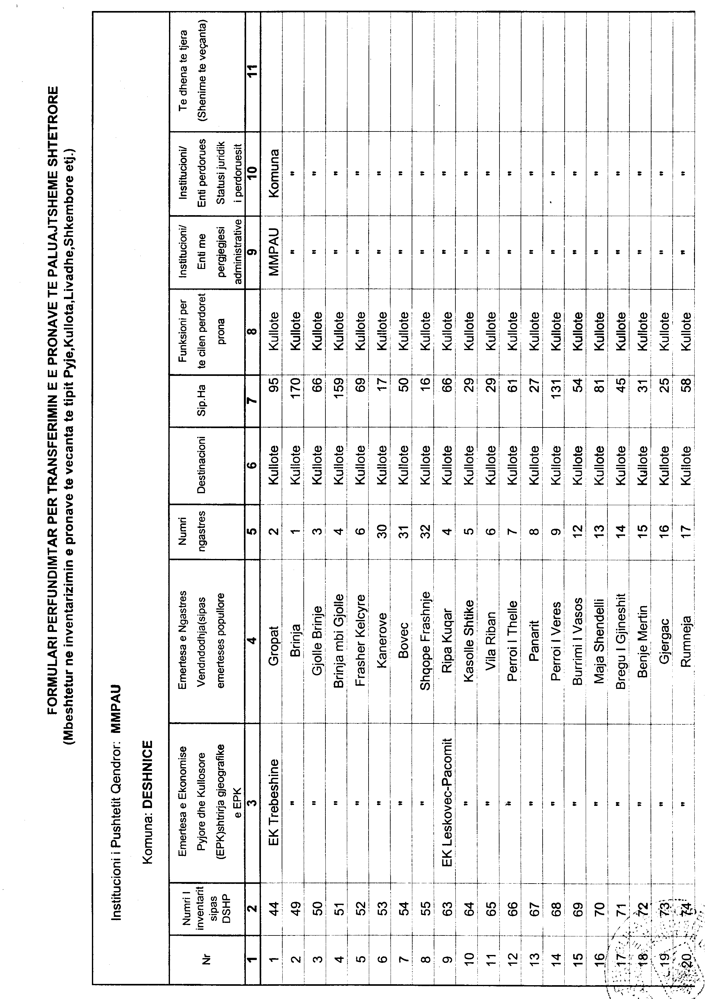 FORMULARI PERFUNDIMTAR PER TRANSFERIMIN E E PRONAVE TE PALUAJTSHEME SHTETRORE
(Mbeshtetur ne inventarizimin e pronave te vecanta te tipit Pyje,Kullota,Livadhe,Shkembore etj.)
Institucioni i Pushtetit Qendror: MMPAU
Komuna: DESHNICE
Nr
Numri I inventarit sipas DSHP
Emertesa e Ekonomise Pyjore dhe Kullosore (EPK)shtrirja gjeografike e EPK
Emertesa e Ngastres Vendndodhja(sipas emerteses popullore
Numri ngastres
Destinacioni
Sip.Ha
Funksioni per te cilen perdoret prona
Institucioni/ Enti me pergjegjesi administrative
Institucioni/ Enti perdorues Statusi juridik i perdoruesit
Te dhena te tjera (Shenime te veçanta)
1 2 3 4 5 6 7 8 9 10 11
1 44 EK Trebeshine Gropat 2 Kullote 95 Kullote MMPAU Komuna
2 49 " Brinja 1 Kullote 170 Kullote " "
3 50 " Gjolle Brinje 3 Kullote 66 Kullote " "
4 51 " Brinja mbi Gjolle 4 Kullote 159 Kullote " "
5 52 " Frasher Kelcyre 6 Kullote 69 Kullote " "
6 53 " Kanerove 30 Kullote 17 Kullote " "
7 54 " Bovec 31 Kullote 50 Kullote " "
8 55 " Shqope Frashnje 32 Kullote 16 Kullote " "
9 63 EK Leskovec-Pacomit Ripa Kuqar 4 Kullote 66 Kullote " "
10 64 " Kasolle Shtike 5 Kullote 29 Kullote " "
11 65 " Vila Riban 6 Kullote 29 Kullote " "
12 66 " Perroi I Thelle 7 Kullote 61 Kullote " "
13 67 " Panarit 8 Kullote 27 Kullote " "
14 68 " Perroi I Veres 9 Kullote 131 Kullote " "
15 69 " Burrimi I Vasos 12 Kullote 54 Kullote " "
16 70 " Maja Shendelli 13 Kullote 81 Kullote " "
17 71 " Bregu I Gjineshit 14 Kullote 45 Kullote " "
18 72 " Benje Mertin 15 Kullote 31 Kullote " "
19 73 " Gjergac 16 Kullote 25 Kullote " "
20 74 " Rumneja 17 Kullote 58 Kullote " "